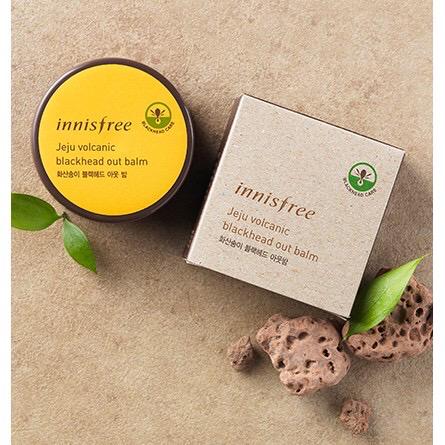 innisfree
Jeju volcanic
blackhead out balm
화산송이 블랙헤드 아웃 밤
BLACKHEAD CARE
innisfree
Jeju volcanic
blackhead out balm
화산송이 블랙헤드 아웃밤
BLACKHEAD CARE